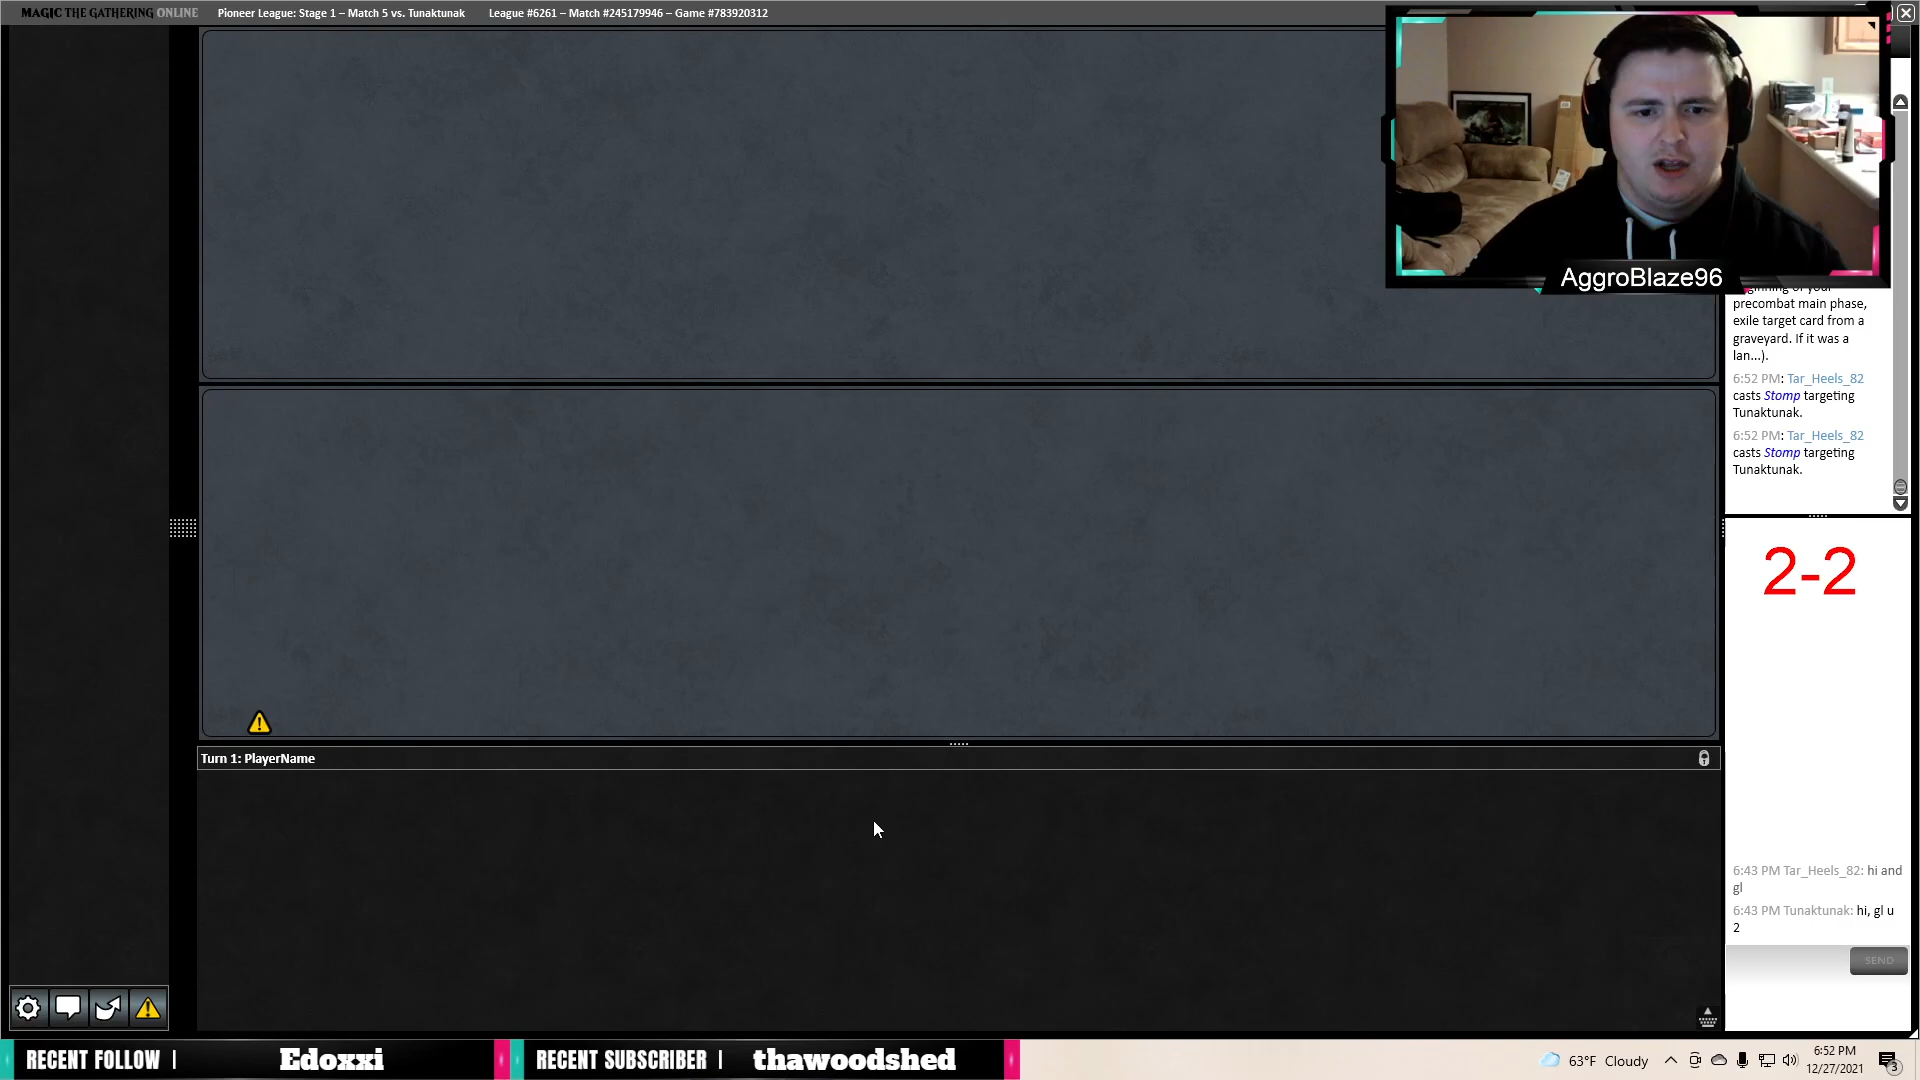 MAGIC THE GATHERING ONLINE
Pioneer League: Stage 1 – Match 5 vs. Tunaktunak
League #6261 – Match #245179946 – Game #783920312
AggroBlaze96
precombat main phase,
exile target card from a
graveyard. If it was a
lan...).
6:52 PM: Tar_Heels_82
casts Stomp targeting
Tunaktunak.
6:52 PM: Tar_Heels_82
casts Stomp targeting
Tunaktunak.
2-2
Turn 1: PlayerName
6:43 PM Tar_Heels_82: hi and
gl
6:43 PM Tunaktunak: hi, gl u
2
SEND
RECENT FOLLOW |
Edoxxi
RECENT SUBSCRIBER |
thawoodshed
63°F Cloudy
6:52 PM
12/27/2021
3